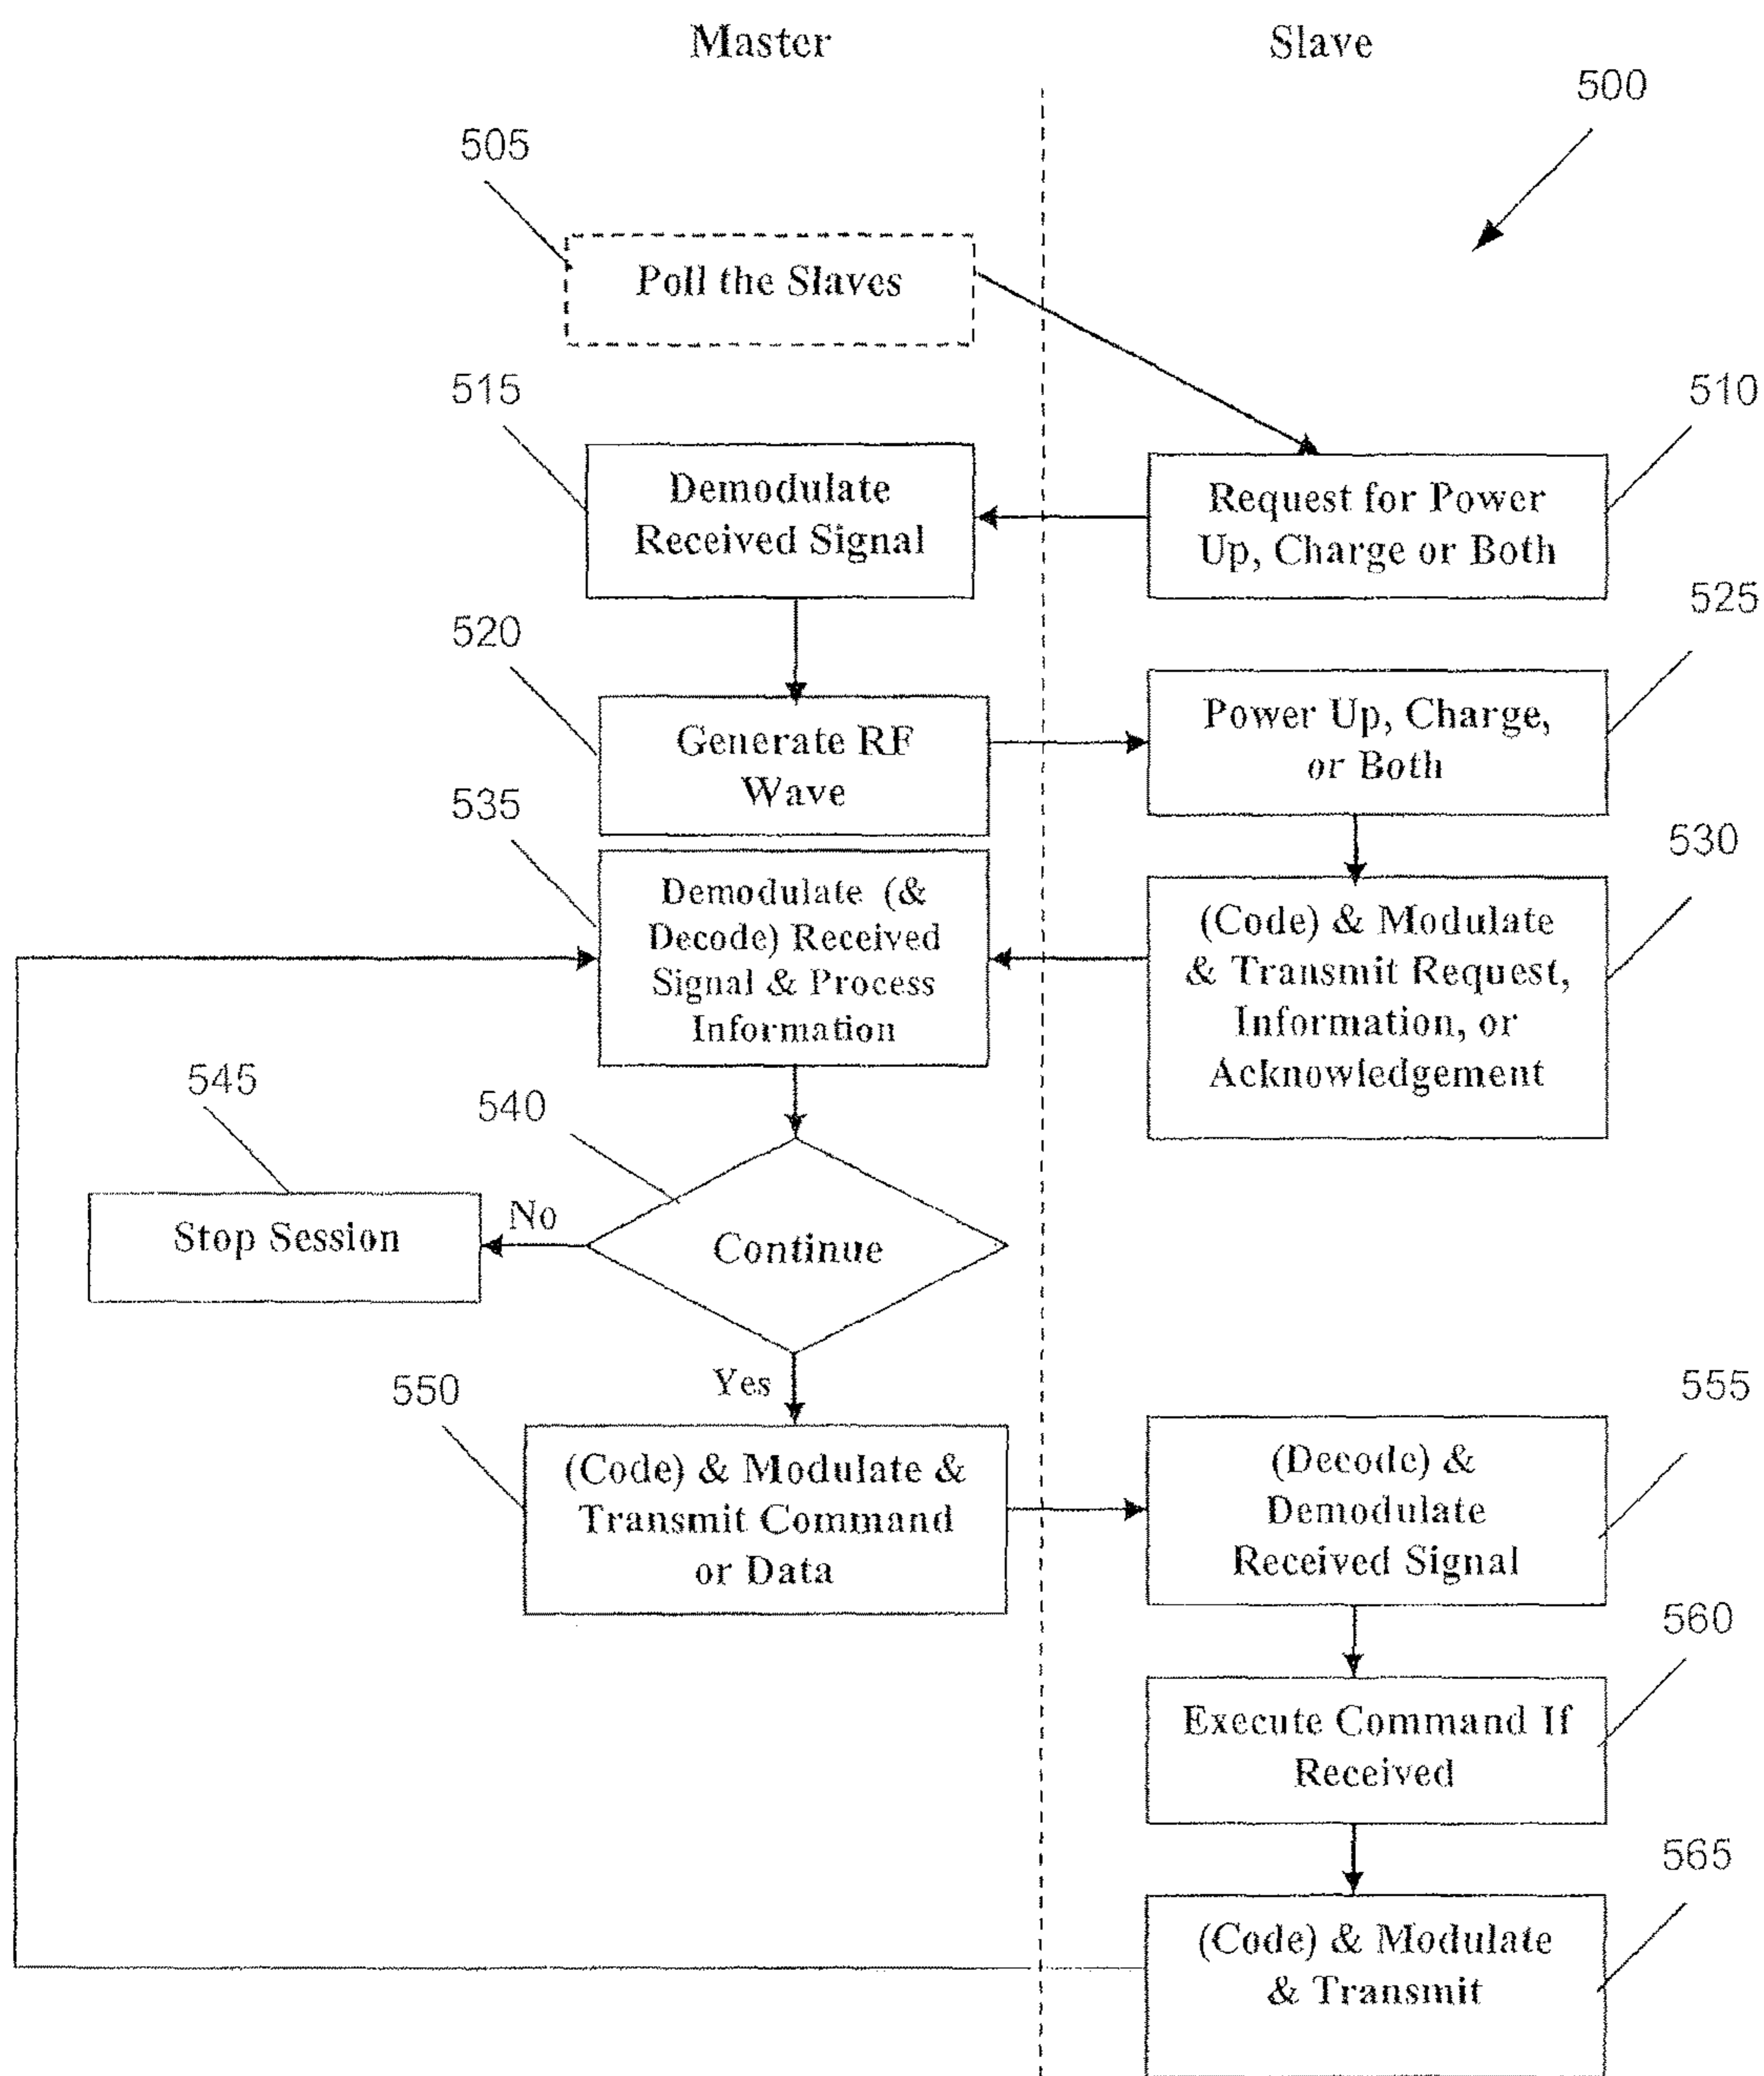 Master
Slave
500
505
Poll the Slaves
515
510
Demodulate
Received Signal
Request for Power
Up, Charge or Both
520
525
Generate RF
Wave
Power Up, Charge,
or Both
535
530
Demodulate (&
Decode) Received
Signal & Process
Information
(Code) & Modulate
& Transmit Request,
Information, or
Acknowledgement
545
540
Stop Session
No
Continue
Yes
550
555
(Code) & Modulate &
Transmit Command
or Data
(Decode) &
Demodulate
Received Signal
560
Execute Command If
Received
565
(Code) & Modulate
& Transmit